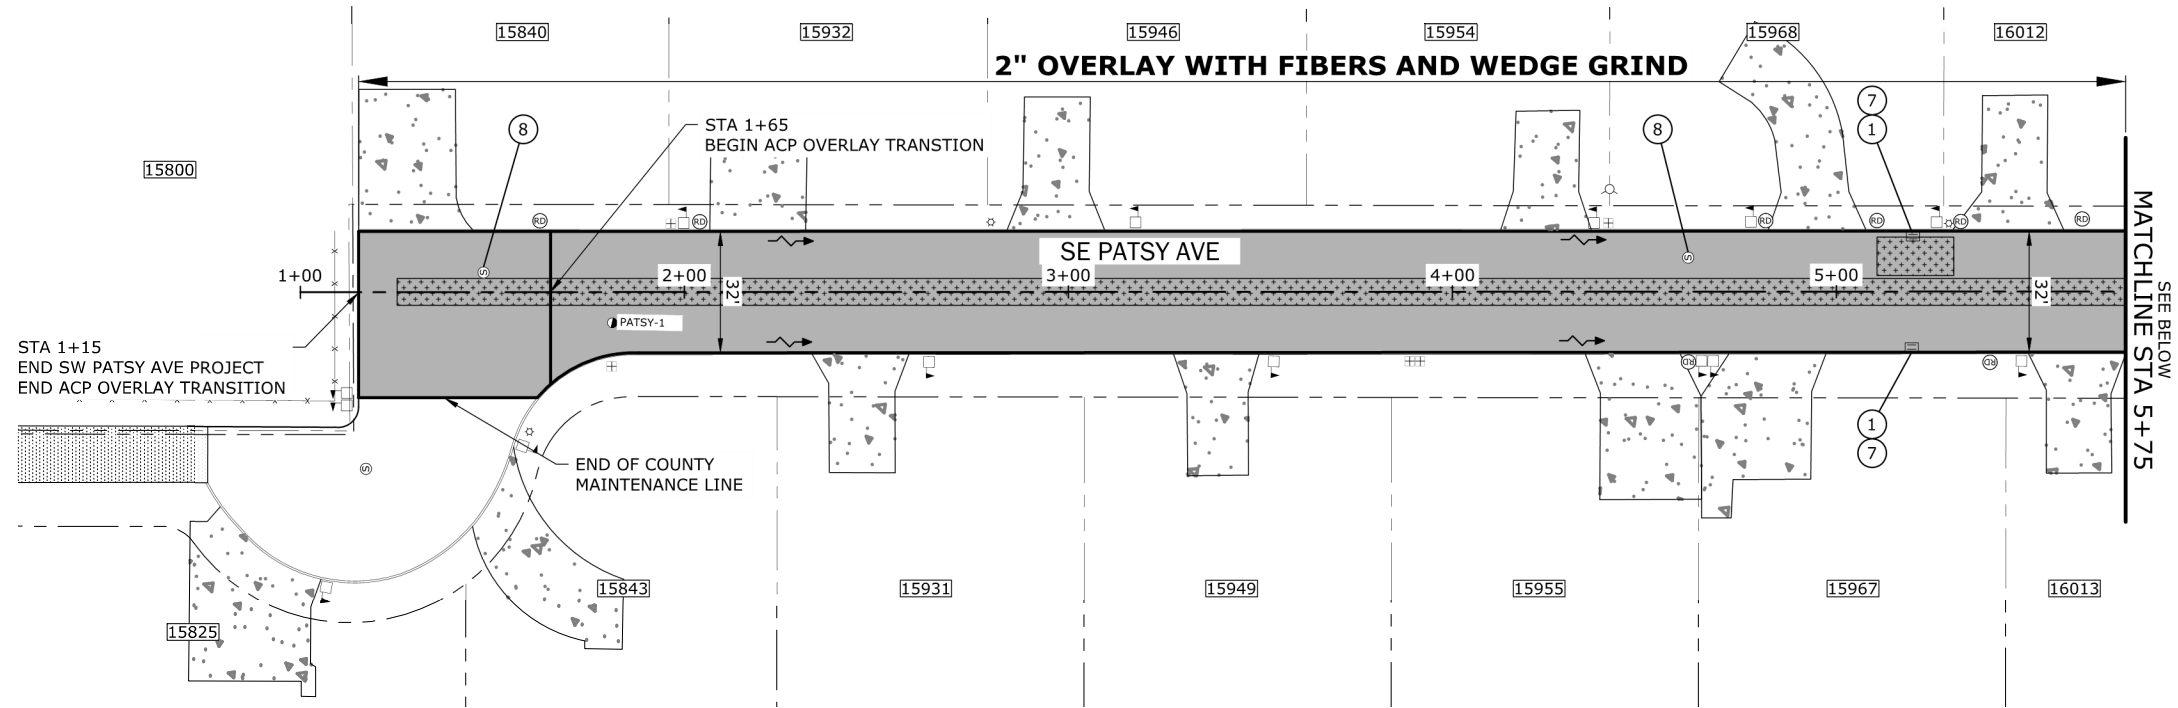 15840
15932
15946
15954
15968
16012
2" OVERLAY WITH FIBERS AND WEDGE GRIND
7
1
8
8
STA 1+65
BEGIN ACP OVERLAY TRANSTION
15800
RD
RD
RD
RD
RD
RD
SE PATSY AVE
S
S
1+00
2+00
3+00
4+00
5+00
32'
32'
PATSY-1
MATCHLINE STA 5+75
SEE BELOW
STA 1+15
END SW PATSY AVE PROJECT
END ACP OVERLAY TRANSITION
RD
RD
1
7
S
END OF COUNTY
MAINTENANCE LINE
15843
15931
15949
15955
15967
16013
15825